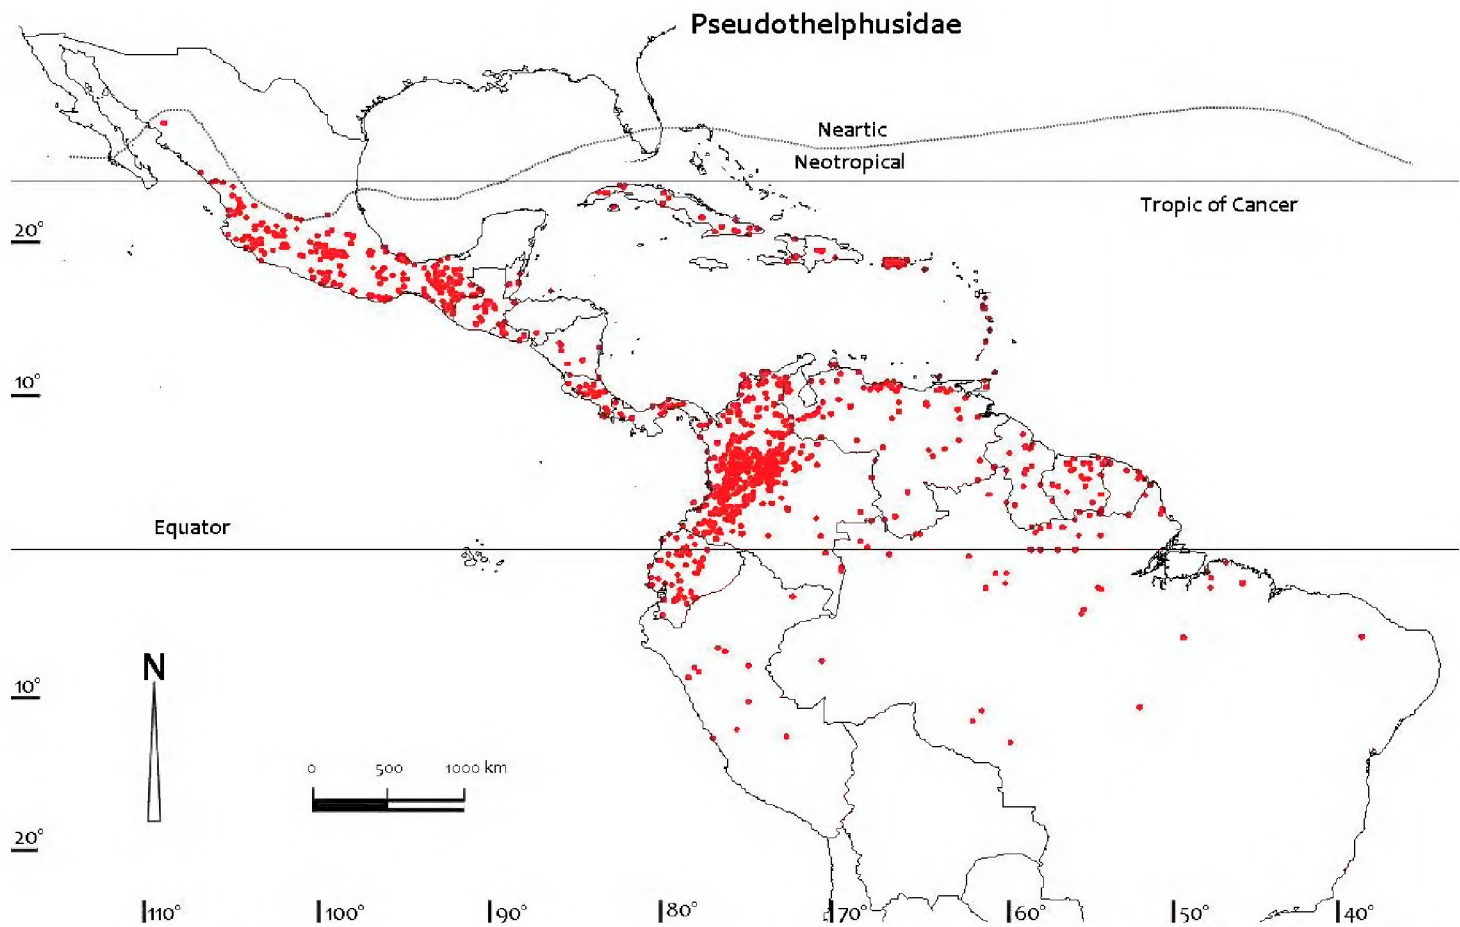 Pseudothelphusidae
Neartic
Neotropical
Tropic of Cancer
20°
10°
Equator
N
10°
0 500 1000 km
20°
110° 100° 90° 80° 70° 60° 50° 40°